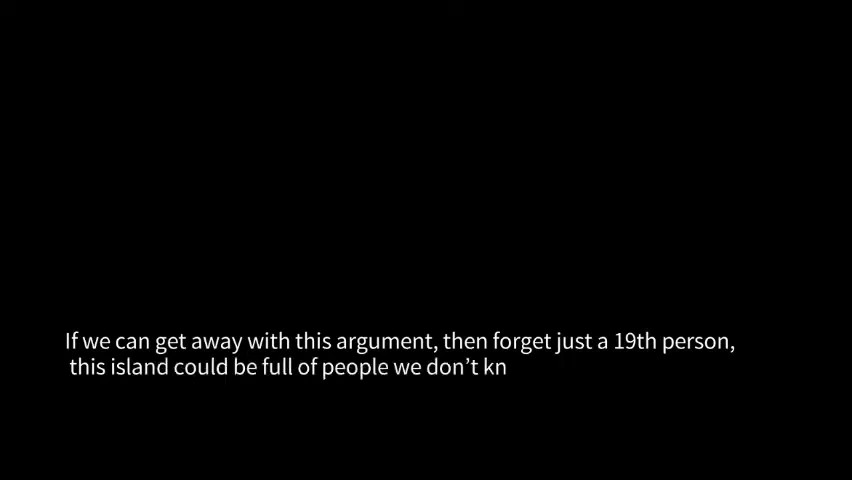 If we can get away with this argument, then forget just a 19th person,
this island could be full of people we don’t kn